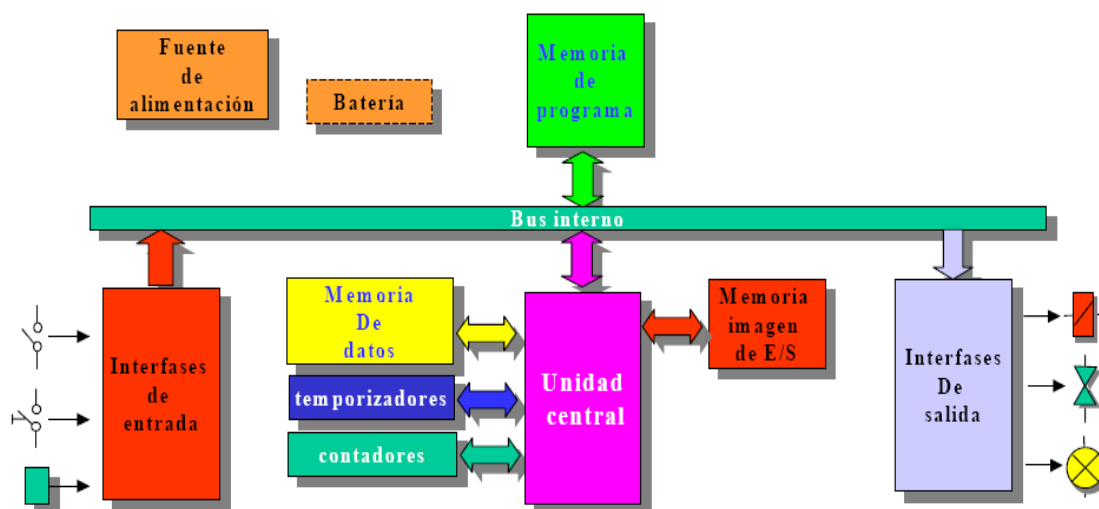 Fuente
de
alimentación
Batería
Memoria
de
programa
Bus interno
Interfases
de
entrada
Memoria
De
datos
temporizadores
contadores
Unidad
central
Memoria
imagen
de E/S
Interfases
De
salida